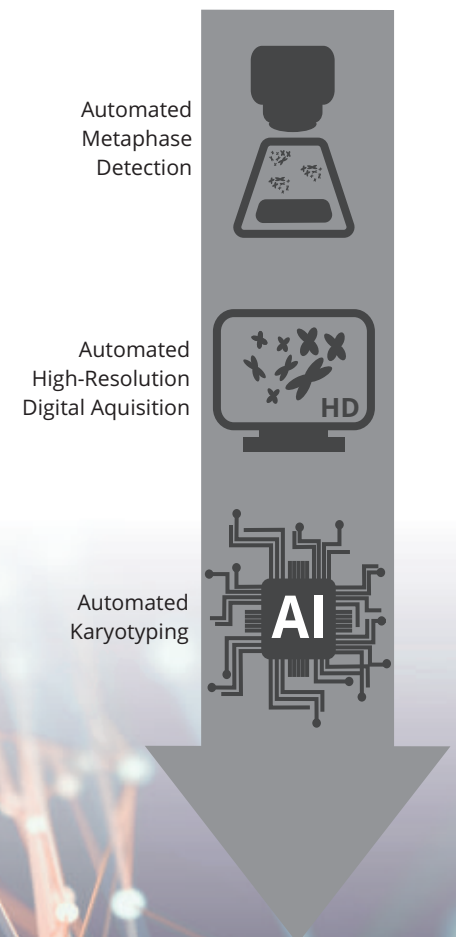 Automated
Metaphase
Detection
Automated
High-Resolution
Digital Aquisition
HD
Automated
Karyotyping
AI